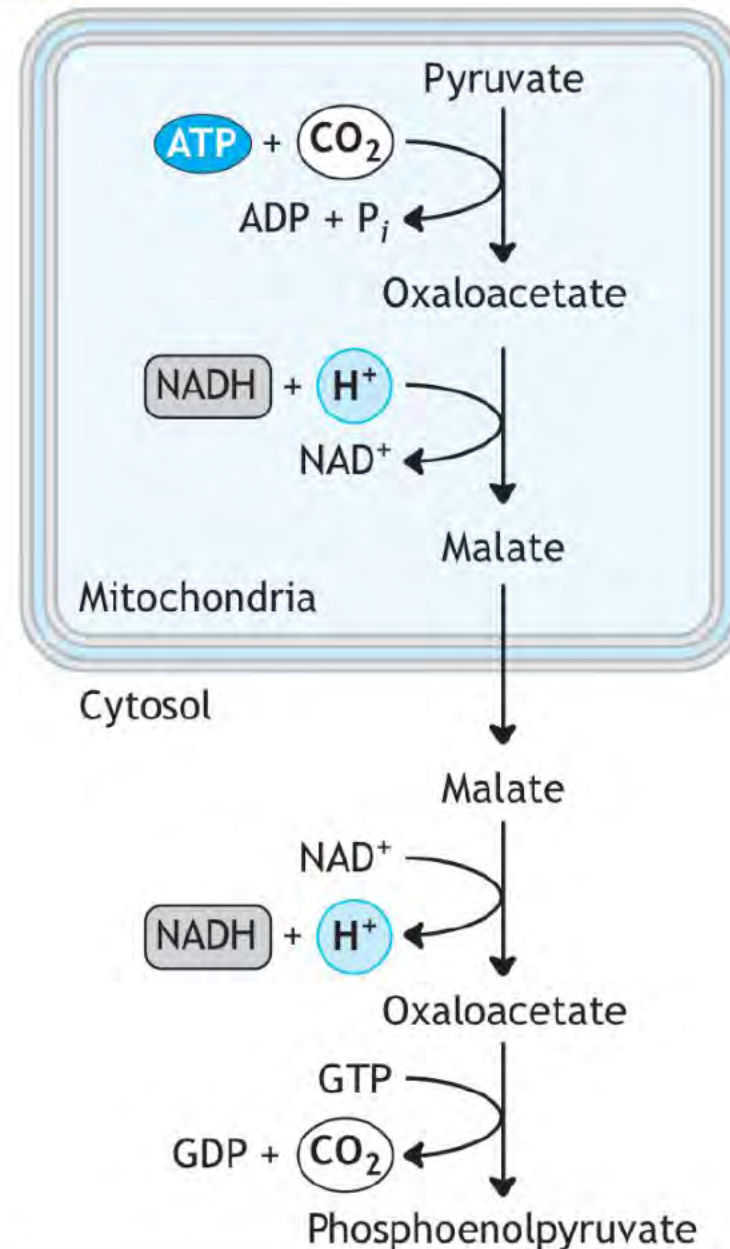 Pyruvate
ATP + CO₂
ADP + Pᵢ
Oxaloacetate
NADH + H⁺
NAD⁺
Malate
Mitochondria
Cytosol
Malate
NAD⁺
NADH + H⁺
Oxaloacetate
GTP
GDP + CO₂
Phosphoenolpyruvate